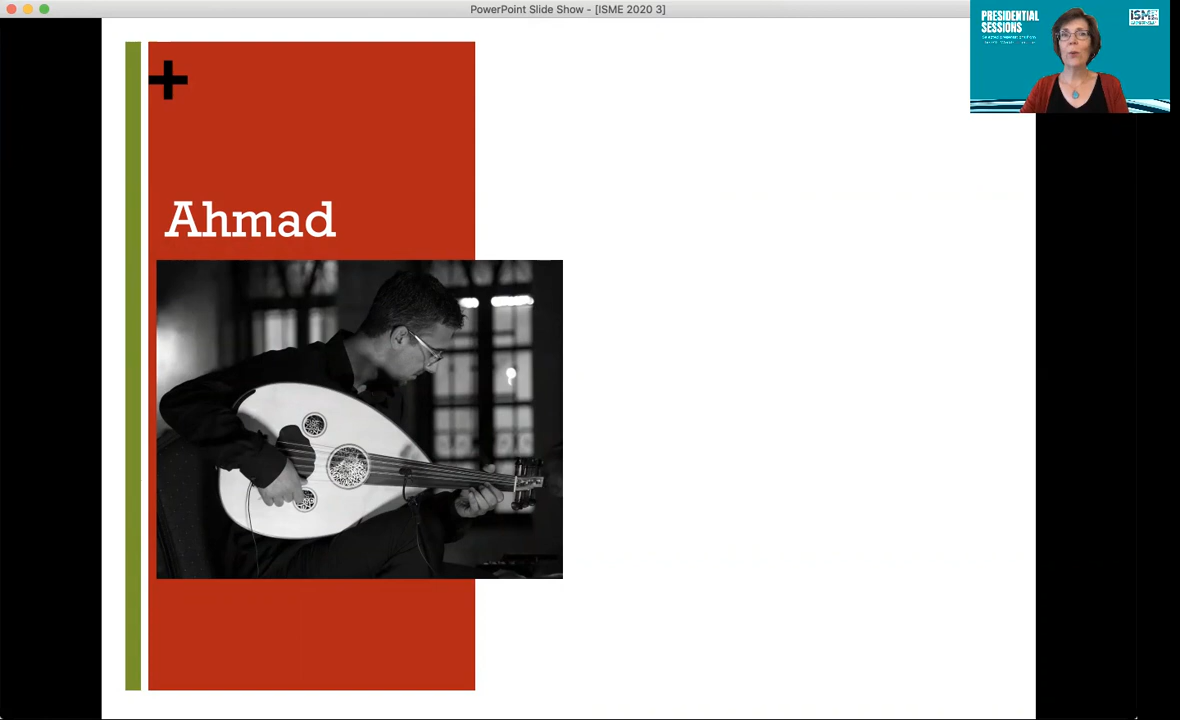 PowerPoint Slide Show - [ISME 2020 3]
PRESIDENTIAL
SESSIONS
ISME
+
Ahmad